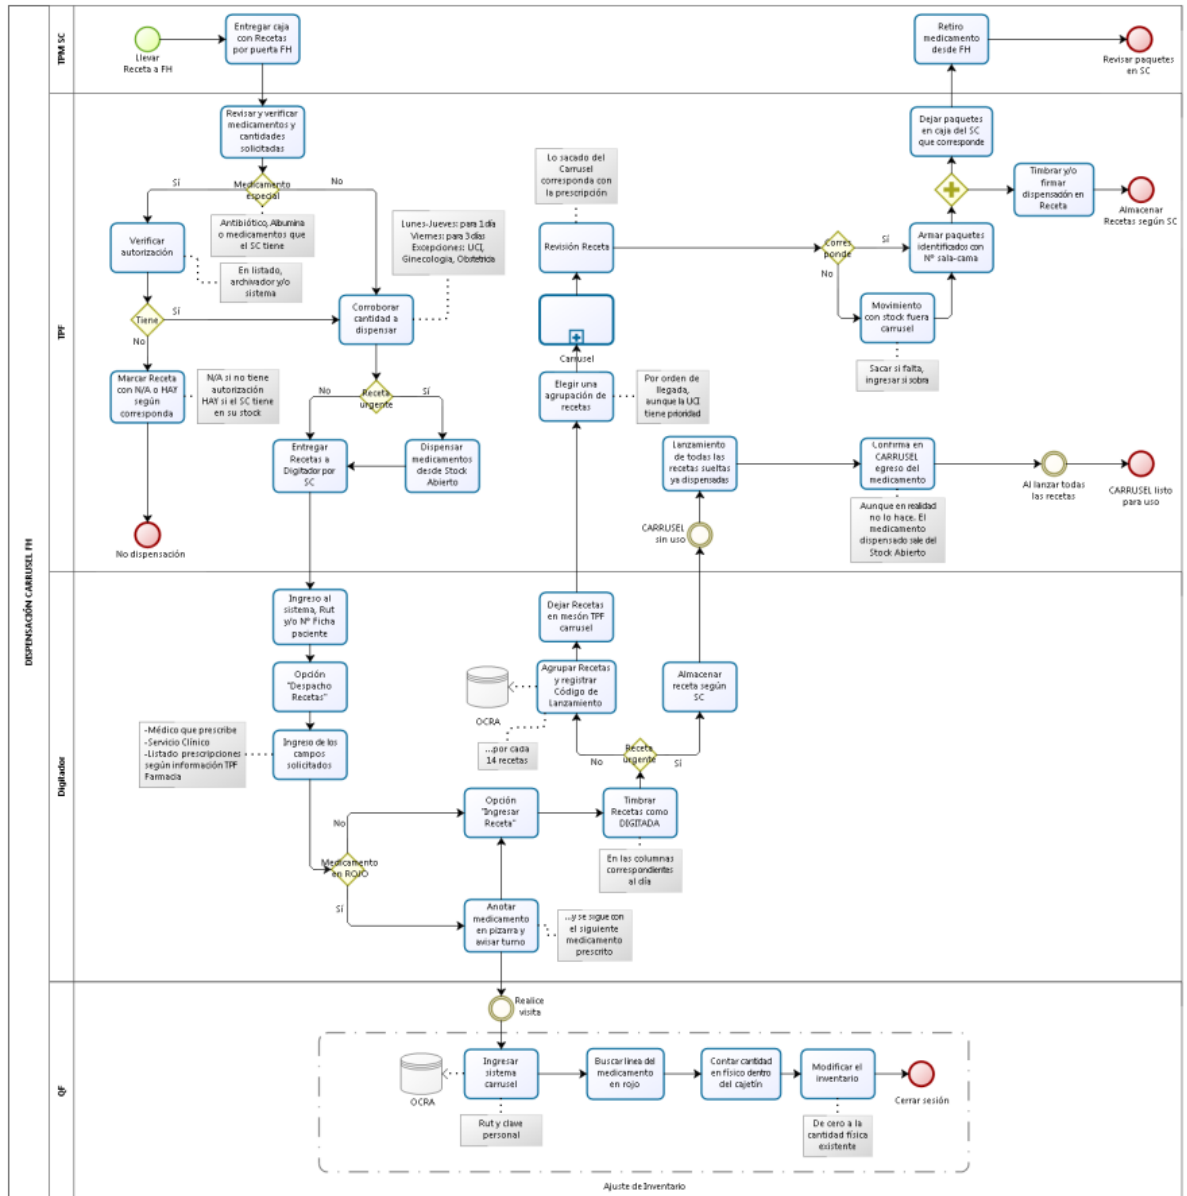 DISPENSACIÓN CARRUSEL FH
TPM SC
Llevar
Receta a FH
Entregar caja
con Recetas
por puerta FH
Retiro
medicamento
desde FH
Revisar paquetes
en SC
TPF
Revisar y verificar
medicamentos y
cantidades
solicitadas
Medicamento
especial
Sí
No
Antibiótico, Albumina
o medicamentos que
el SC tiene
Verificar
autorización
En listado,
archivador y/o
sistema
Tiene
Sí
No
Marcar Receta
con N/A o HAY
según
corresponda
N/A si no tiene
autorización
HAY si el SC tiene
en su stock
No dispensación
Lunes-Jueves: para 1 día
Viernes: para 3 días
Excepciones: UCI,
Ginecología, Obstetricia
Corroborar
cantidad a
dispensar
Receta
urgente
No
Sí
Entregar
Recetas a
Digitador por
SC
Dispensar
medicamentos
desde Stock
Abierto
Lo sacado del
Carrusel
corresponda con
la prescripción
Revisión Receta
Carrusel
Elegir una
agrupación de
recetas
Por orden de
llegada,
aunque la UCI
tiene prioridad
Corres
ponde
Sí
No
Movimiento
con stock fuera
carrusel
Sacar si falta,
ingresar si sobra
Armar paquetes
identificados con
Nº sala-cama
Dejar paquetes
en caja del SC
que corresponde
Timbrar y/o
firmar
dispensado en
Receta
Almacenar
Recetas según SC
Lanzamiento
de todas las
recetas sueltas
ya dispensadas
CARRUSEL
sin uso
Confirma en
CARRUSEL
egreso del
medicamento
Aunque en realidad
no lo hace. El
medicamento
dispensado sale del
Stock Abierto
Al lanzar todas
las recetas
CARRUSEL listo
para uso
Digitador
Ingreso al
sistema, Rut
y/o Nº Ficha
paciente
Opción
"Despacho
Recetas"
Ingreso de los
campos
solicitados
-Médico que prescribe
-Servicio Clínico
-Listado prescripciones
según información TPF
Farmacia
Medicamento
en ROJO
No
Sí
Opción
"Ingresar
Receta"
Anotar
medicamento
en pizarra y
avisar turno
...y se sigue con
el siguiente
medicamento
prescrito
Timbrar
Recetas como
DIGITADA
En las columnas
correspondientes
al día
Receta
urgente
No
Sí
Agrupar Recetas
y registrar
Código de
Lanzamiento
OCRA
...por cada
14 recetas
Dejar Recetas
en mesón TPF
carrusel
Almacenar
receta según
SC
QF
Realice
visita
Ingresar
sistema
carrusel
OCRA
Rut y clave
personal
Buscar línea del
medicamento
en rojo
Contar cantidad
en físico dentro
del cajetín
Modificar el
inventario
De cero a la
cantidad física
existente
Cerrar sesión
Ajuste de Inventario